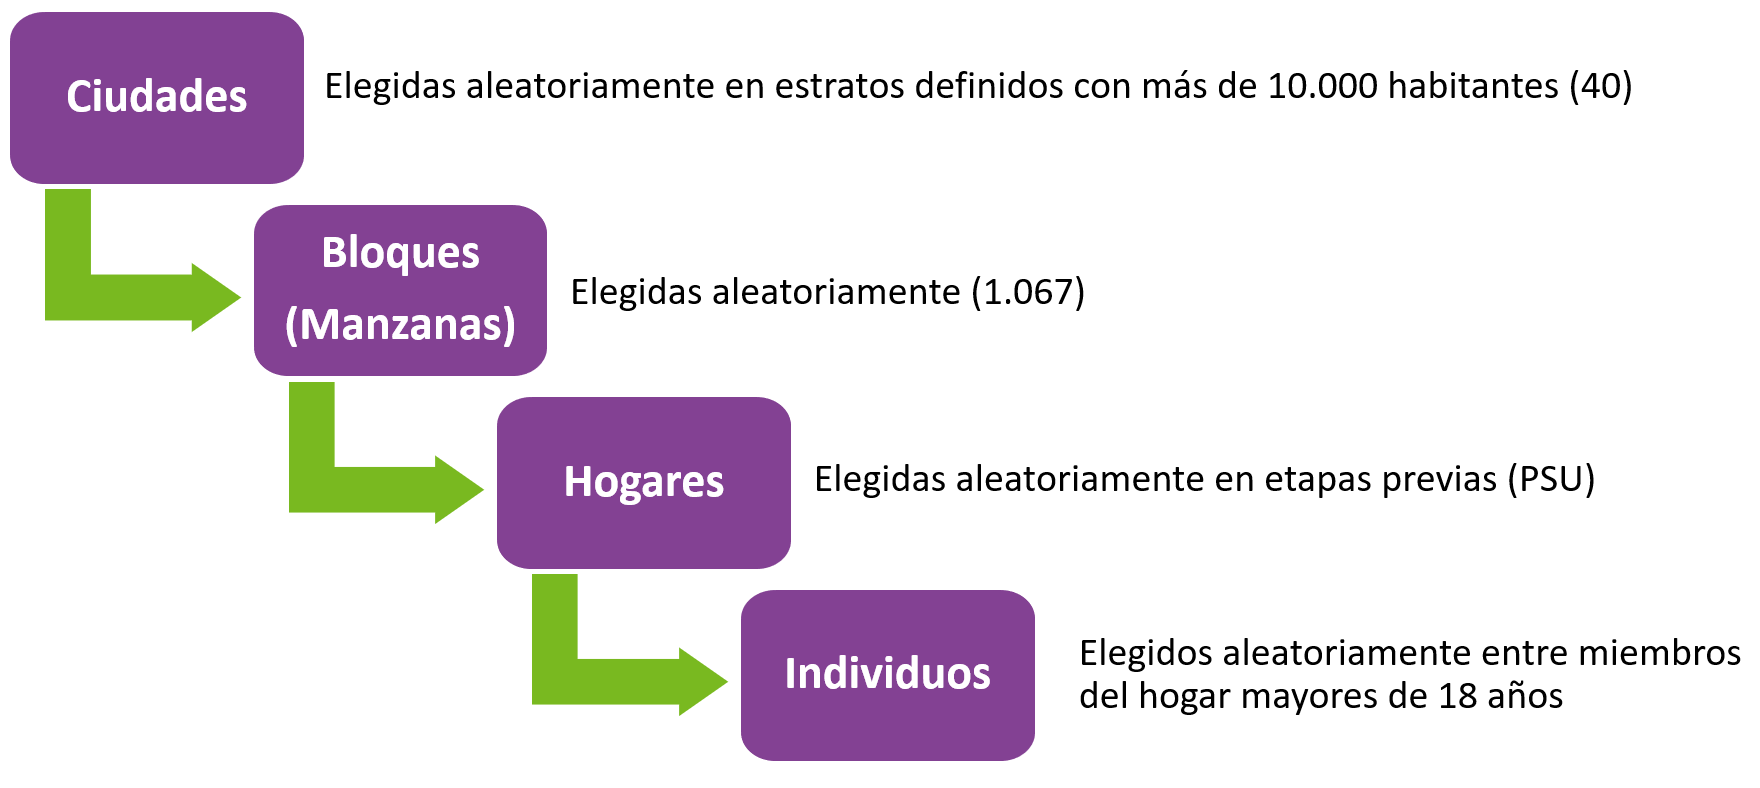 Ciudades
Elegidas aleatoriamente en estratos definidos con más de 10.000 habitantes (40)
Bloques
(Manzanas)
Elegidas aleatoriamente (1.067)
Hogares
Elegidas aleatoriamente en etapas previas (PSU)
Individuos
Elegidos aleatoriamente entre miembros
del hogar mayores de 18 años